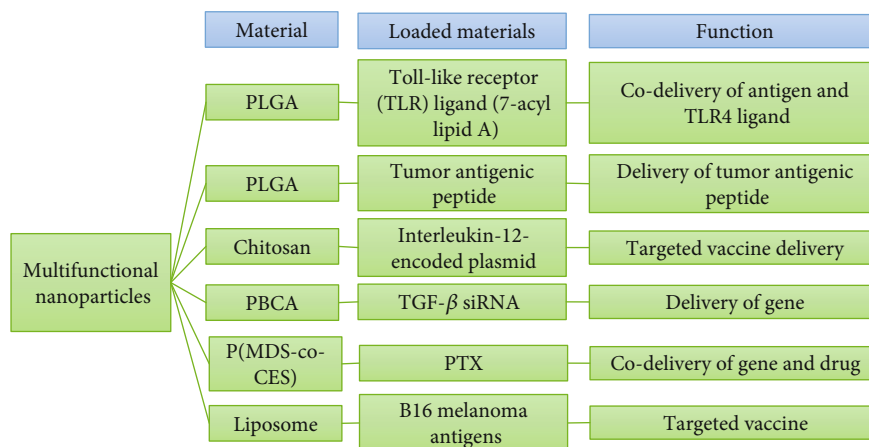 Material
Loaded materials
Function
Multifunctional
nanoparticles
PLGA
Toll-like receptor
(TLR) ligand (7-acyl
lipid A)
Co-delivery of antigen and
TLR4 ligand
PLGA
Tumor antigenic
peptide
Delivery of tumor antigenic
peptide
Chitosan
Interleukin-12-
encoded plasmid
Targeted vaccine delivery
PBCA
TGF-β siRNA
Delivery of gene
P(MDS-co-
CES)
PTX
Co-delivery of gene and drug
Liposome
B16 melanoma
antigens
Targeted vaccine